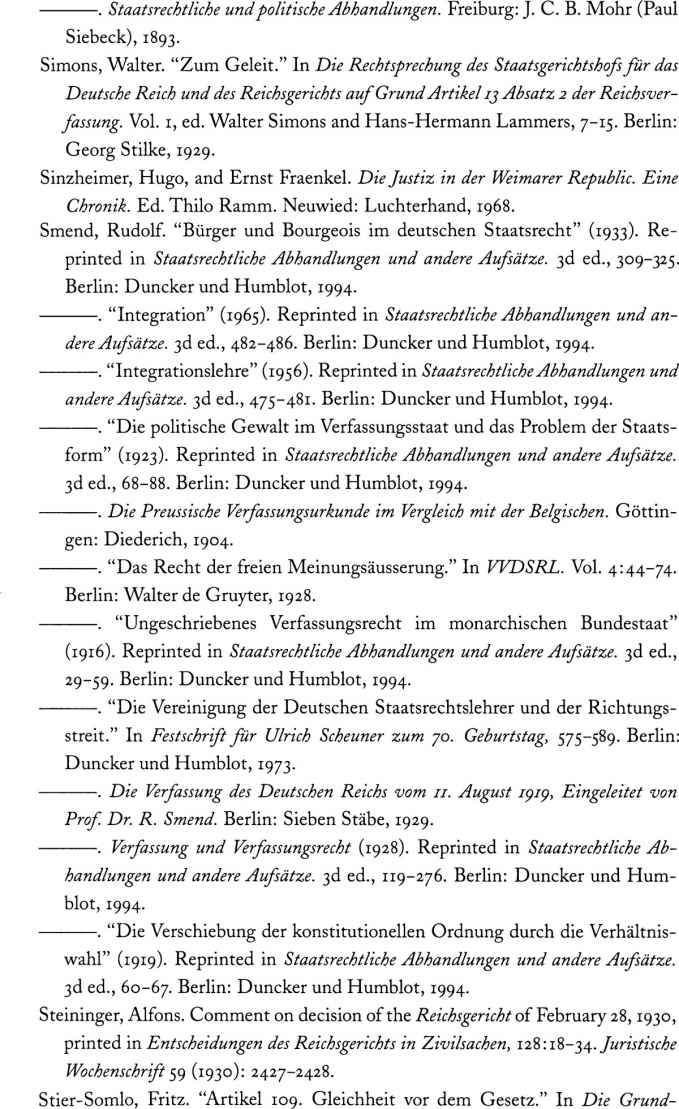 ———. Staatsrechtliche und politische Abhandlungen. Freiburg: J. C. B. Mohr (Paul
Siebeck), 1893.
Simons, Walter. “Zum Geleit.” In Die Rechtsprechung des Staatsgerichtshofs für das
Deutsche Reich und des Reichsgerichts auf Grund Artikel 13 Absatz 2 der Reichsver-
fassung. Vol. 1, ed. Walter Simons and Hans-Hermann Lammers, 7–15. Berlin:
Georg Stilke, 1929.
Sinzheimer, Hugo, and Ernst Fraenkel. Die Justiz in der Weimarer Republic. Eine
Chronik. Ed. Thilo Ramm. Neuwied: Luchterhand, 1968.
Smend, Rudolf. “Bürger und Bourgeois im deutschen Staatsrecht” (1933). Re-
printed in Staatsrechtliche Abhandlungen und andere Aufsätze. 3d ed., 309–325.
Berlin: Duncker und Humblot, 1994.
———. “Integration” (1965). Reprinted in Staatsrechtliche Abhandlungen und an-
dere Aufsätze. 3d ed., 482–486. Berlin: Duncker und Humblot, 1994.
———. “Integrationslehre” (1956). Reprinted in Staatsrechtliche Abhandlungen und
andere Aufsätze. 3d ed., 475–481. Berlin: Duncker und Humblot, 1994.
———. “Die politische Gewalt im Verfassungsstaat und das Problem der Staats-
form” (1923). Reprinted in Staatsrechtliche Abhandlungen und andere Aufsätze.
3d ed., 68–88. Berlin: Duncker und Humblot, 1994.
———. Die Preussische Verfassungsurkunde im Vergleich mit der Belgischen. Göttin-
gen: Diederich, 1904.
———. “Das Recht der freien Meinungsäusserung.” In VVDSRL. Vol. 4:44–74.
Berlin: Walter de Gruyter, 1928.
———. “Ungeschriebenes Verfassungsrecht im monarchischen Bundestaat”
(1916). Reprinted in Staatsrechtliche Abhandlungen und andere Aufsätze. 3d ed.,
29–59. Berlin: Duncker und Humblot, 1994.
———. “Die Vereinigung der Deutschen Staatsrechtslehrer und der Richtungs-
streit.” In Festschrift für Ulrich Scheuner zum 70. Geburtstag, 575–589. Berlin:
Duncker und Humblot, 1973.
———. Die Verfassung des Deutschen Reichs vom 11. August 1919, Eingeleitet von
Prof. Dr. R. Smend. Berlin: Sieben Stäbe, 1929.
———. Verfassung und Verfassungsrecht (1928). Reprinted in Staatsrechtliche Ab-
handlungen und andere Aufsätze. 3d ed., 119–276. Berlin: Duncker und Hum-
blot, 1994.
———. “Die Verschiebung der konstitutionellen Ordnung durch die Verhältnis-
wahl” (1919). Reprinted in Staatsrechtliche Abhandlungen und andere Aufsätze.
3d ed., 60–67. Berlin: Duncker und Humblot, 1994.
Steininger, Alfons. Comment on decision of the Reichsgericht of February 28, 1930,
printed in Entscheidungen des Reichsgerichts in Zivilsachen, 128:18–34. Juristische
Wochenschrift 59 (1930): 2427–2428.
Stier-Somlo, Fritz. “Artikel 109. Gleichheit vor dem Gesetz.” In Die Grund-